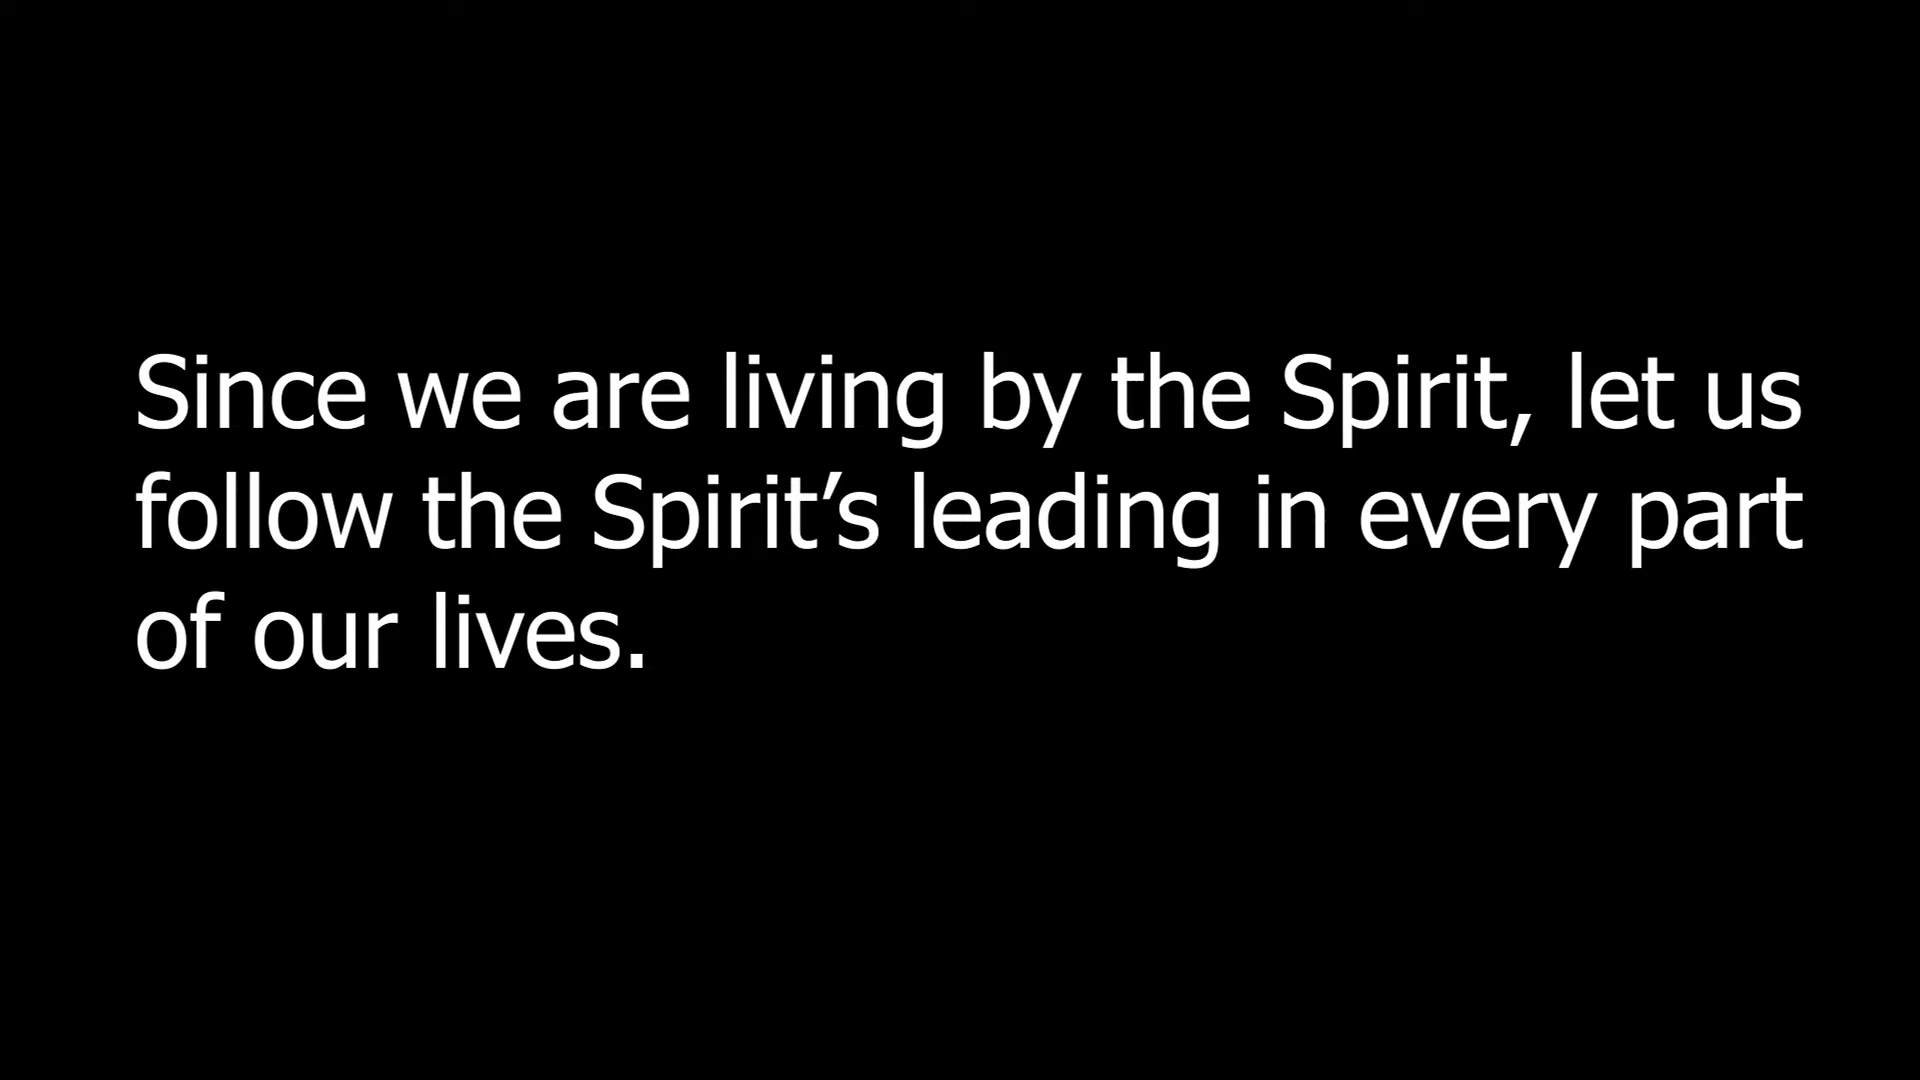 Since we are living by the Spirit, let us
follow the Spirit’s leading in every part
of our lives.